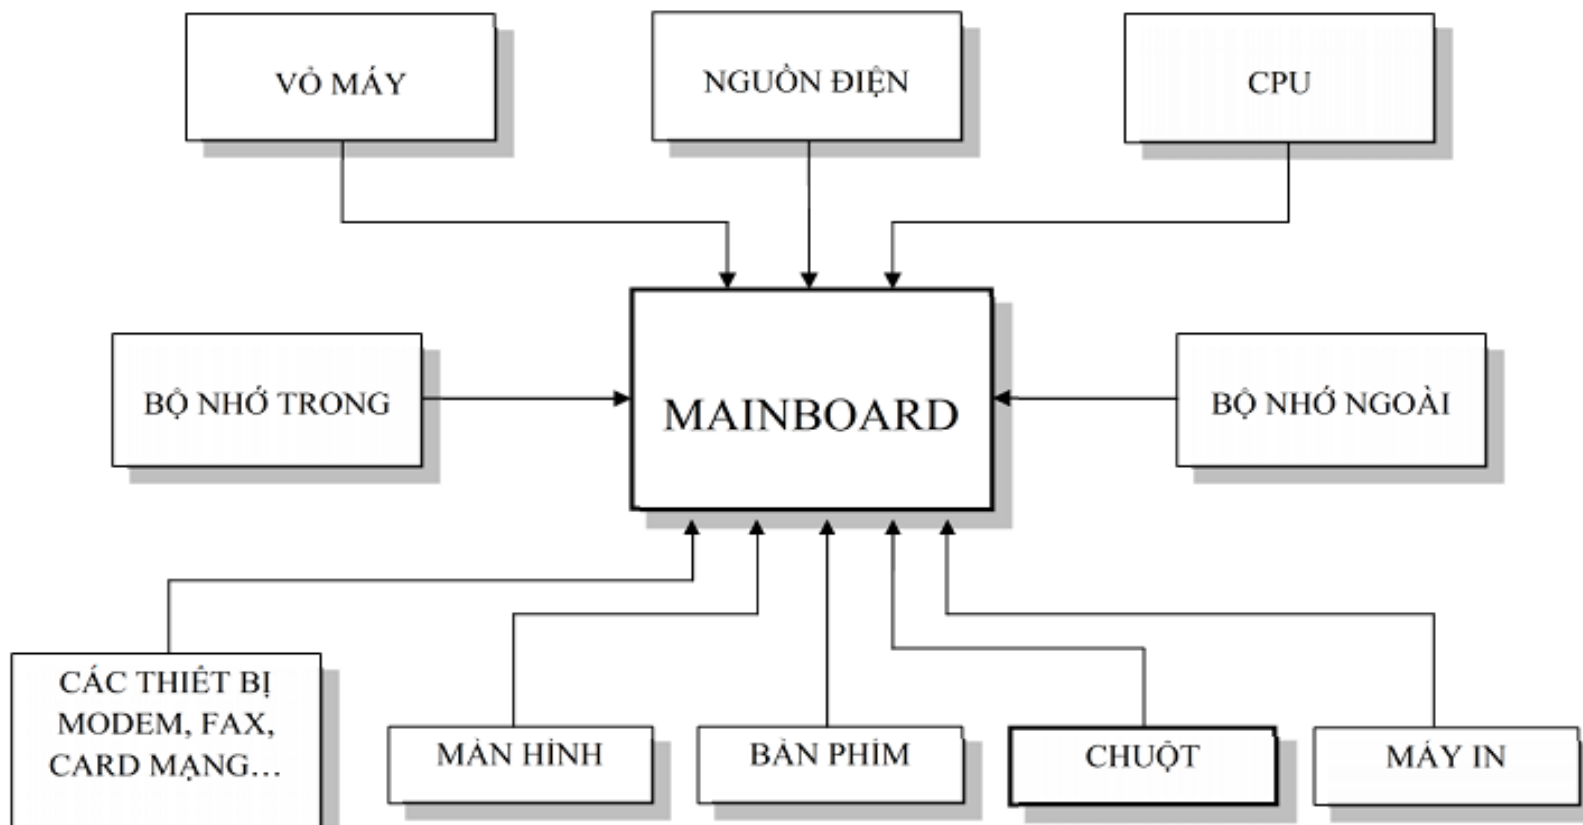 VỎ MÁY
NGUỒN ĐIỆN
CPU
BỘ NHỚ TRONG
MAINBOARD
BỘ NHỚ NGOÀI
CÁC THIẾT BỊ
MODEM, FAX,
CARD MẠNG...
MÀN HÌNH
BÀN PHÍM
CHUỘT
MÁY IN